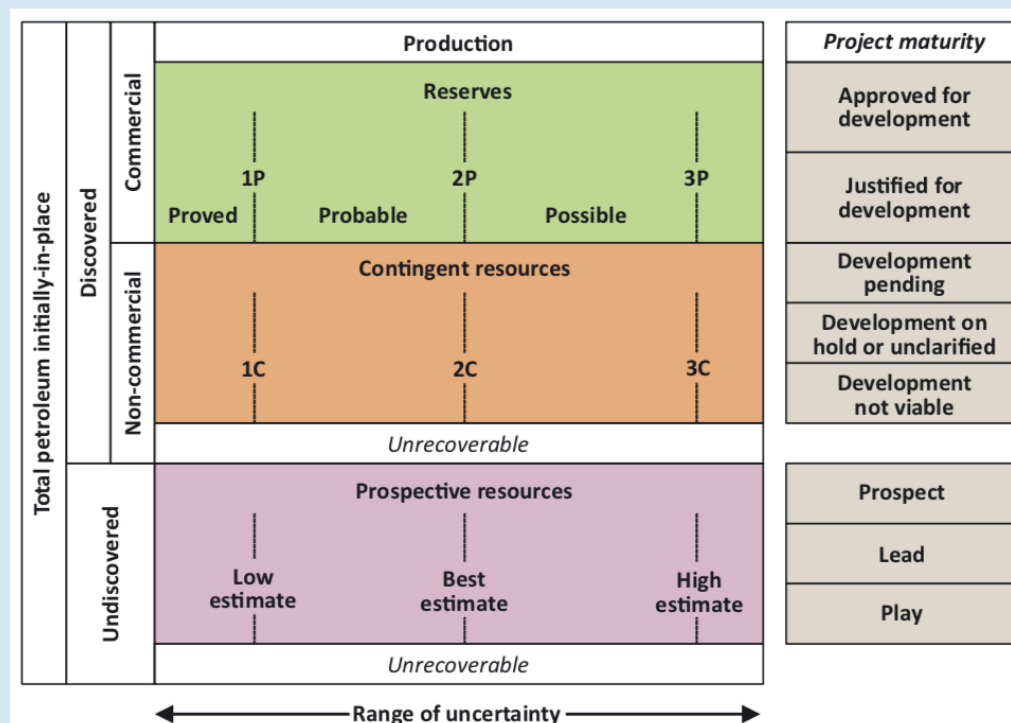 Total petroleum initially-in-place
Discovered
Undiscovered
Commercial
Non-commercial
Production
Reserves
1P
2P
3P
Proved
Probable
Possible
Contingent resources
1C
2C
3C
Unrecoverable
Prospective resources
Low
estimate
Best
estimate
High
estimate
Unrecoverable
Range of uncertainty
Project maturity
Approved for
development
Justified for
development
Development
pending
Development on
hold or unclarified
Development
not viable
Prospect
Lead
Play